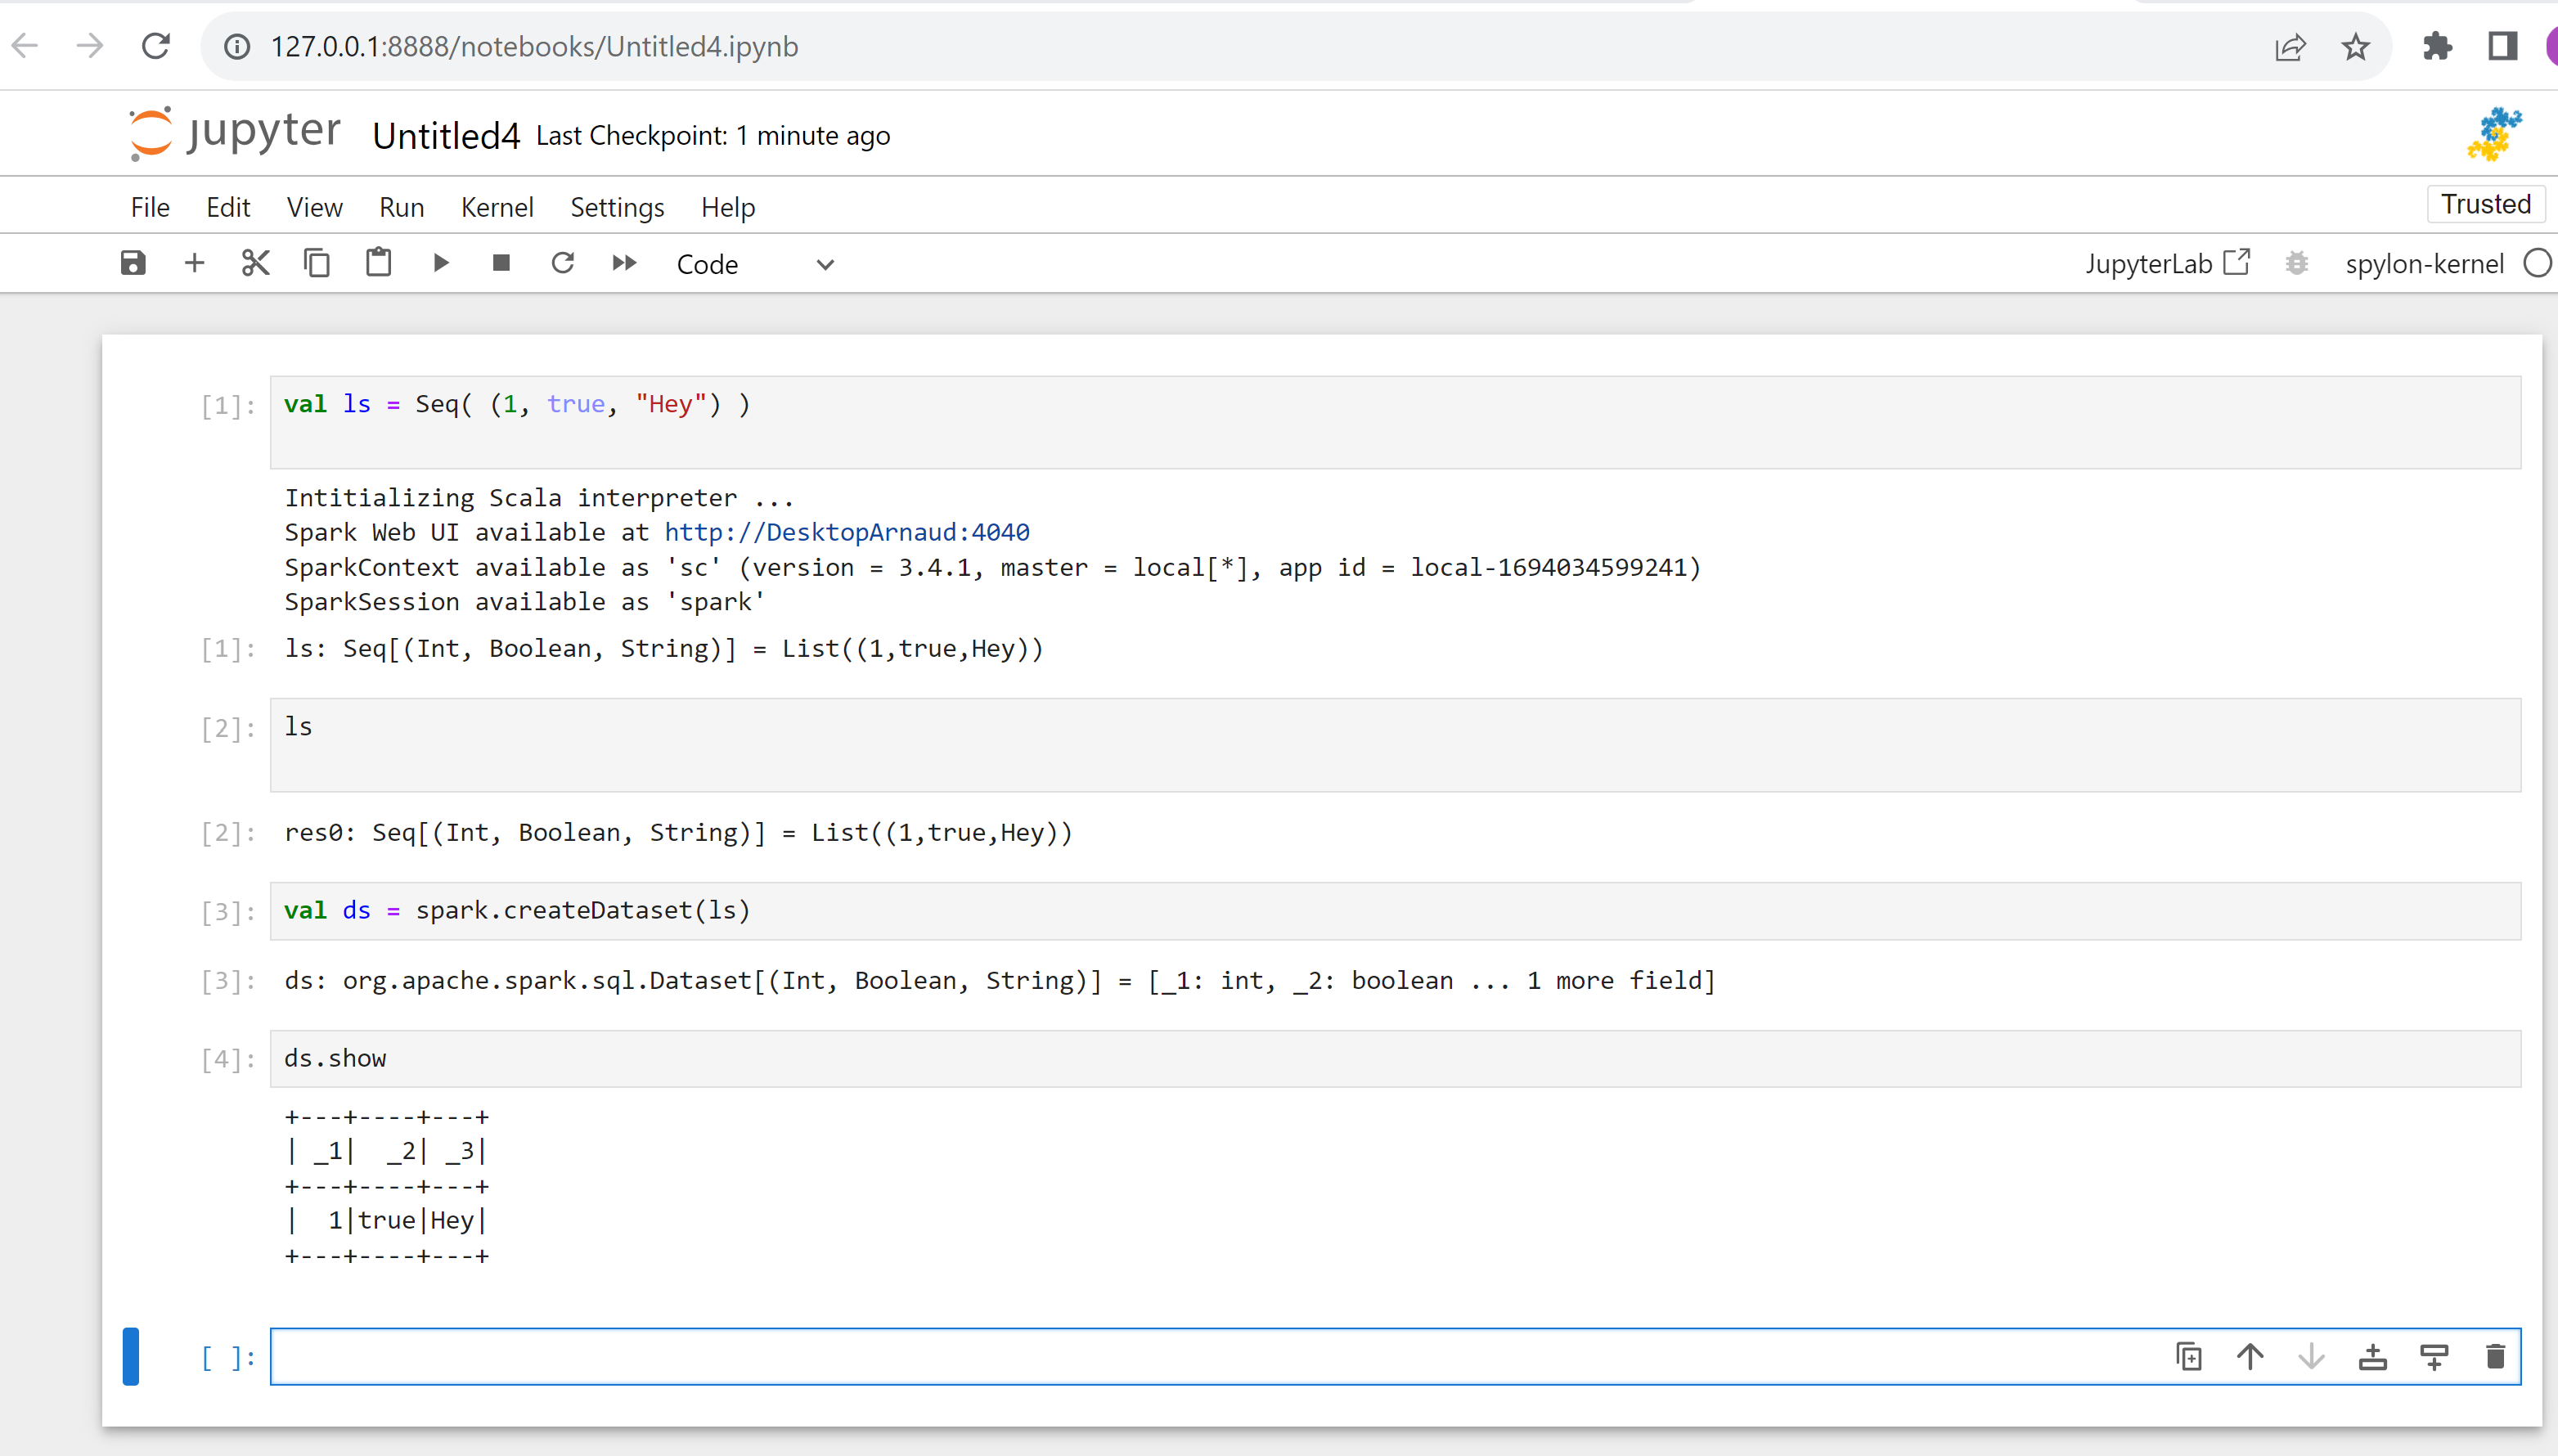 127.0.0.1:8888/notebooks/Untitled4.ipynb
jupyter Untitled4 Last Checkpoint: 1 minute ago
File Edit View Run Kernel Settings Help Trusted
Code JupyterLab spylon-kernel
[1]: val ls = Seq( (1, true, "Hey") )
Intitializing Scala interpreter ...
Spark Web UI available at http://DesktopArnaud:4040
SparkContext available as 'sc' (version = 3.4.1, master = local[*], app id = local-1694034599241)
SparkSession available as 'spark'
[1]: ls: Seq[(Int, Boolean, String)] = List((1,true,Hey))
[2]: ls
[2]: res0: Seq[(Int, Boolean, String)] = List((1,true,Hey))
[3]: val ds = spark.createDataset(ls)
[3]: ds: org.apache.spark.sql.Dataset[(Int, Boolean, String)] = [_1: int, _2: boolean ... 1 more field]
[4]: ds.show
+---+----+---+
| _1|  _2| _3|
+---+----+---+
|  1|true|Hey|
+---+----+---+
[ ]: